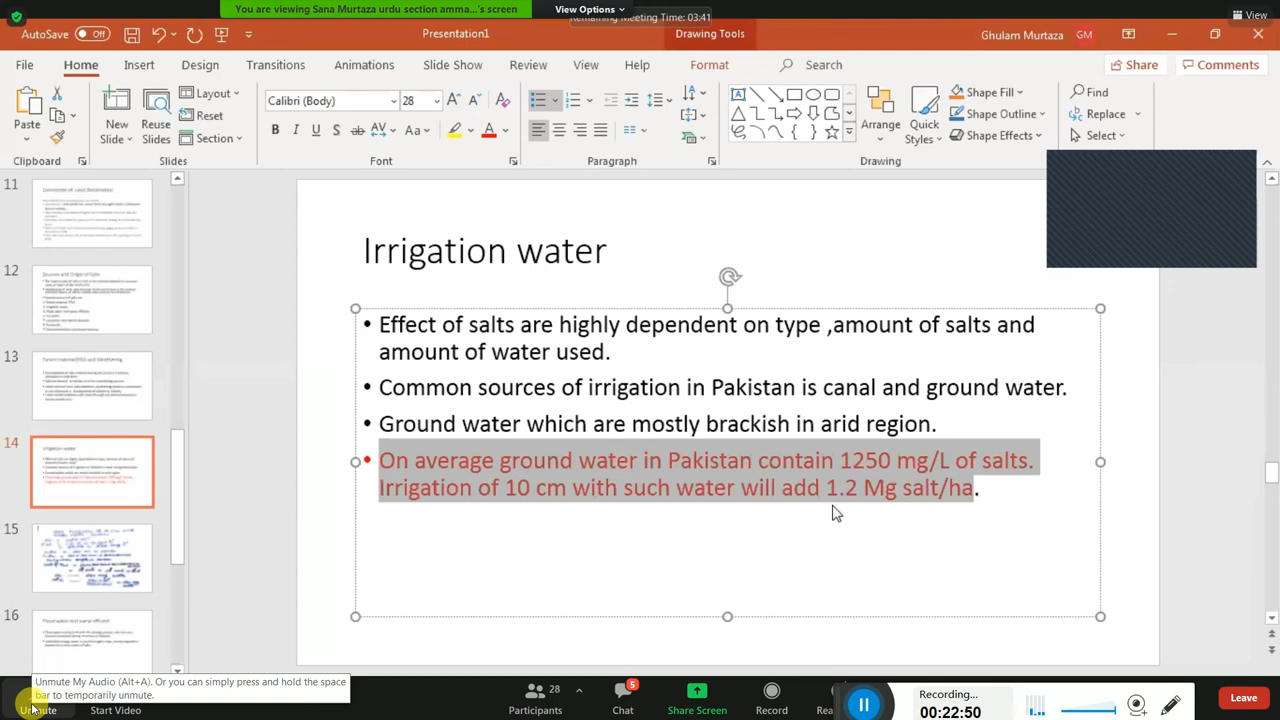 You are viewing Sana Murtaza urdu section amma...'s screen
View Options
Remaining Meeting Time: 03:41
View
AutoSave Off
Presentation1
Drawing Tools
Ghulam Murtaza GM
File Home Insert Design Transitions Animations Slide Show Review View Help Format Search Share Comments
Paste
New Slide
Reuse Slides
Layout
Reset
Section
Calibri (Body) 28
Arrange
Quick Styles
Shape Fill
Shape Outline
Shape Effects
Find
Replace
Select
Clipboard Slides Font Paragraph Drawing
11
12
13
14
15
16
Irrigation water
• Effect of salts are highly dependent on type ,amount of salts and
amount of water used.
• Common sources of irrigation in Pakistan is canal and ground water.
• Ground water which are mostly brackish in arid region.
• On average ground water in Pakistan contain 1250 mg/L of salts.
Irrigation of 10 cm with such water will add 1.2 Mg salt/ha.
Unmute My Audio (Alt+A). Or you can simply press and hold the space
bar to temporarily unmute.
Unmute
Start Video
28
Participants
5
Chat
Share Screen
Record
Recording...
00:22:50
Leave